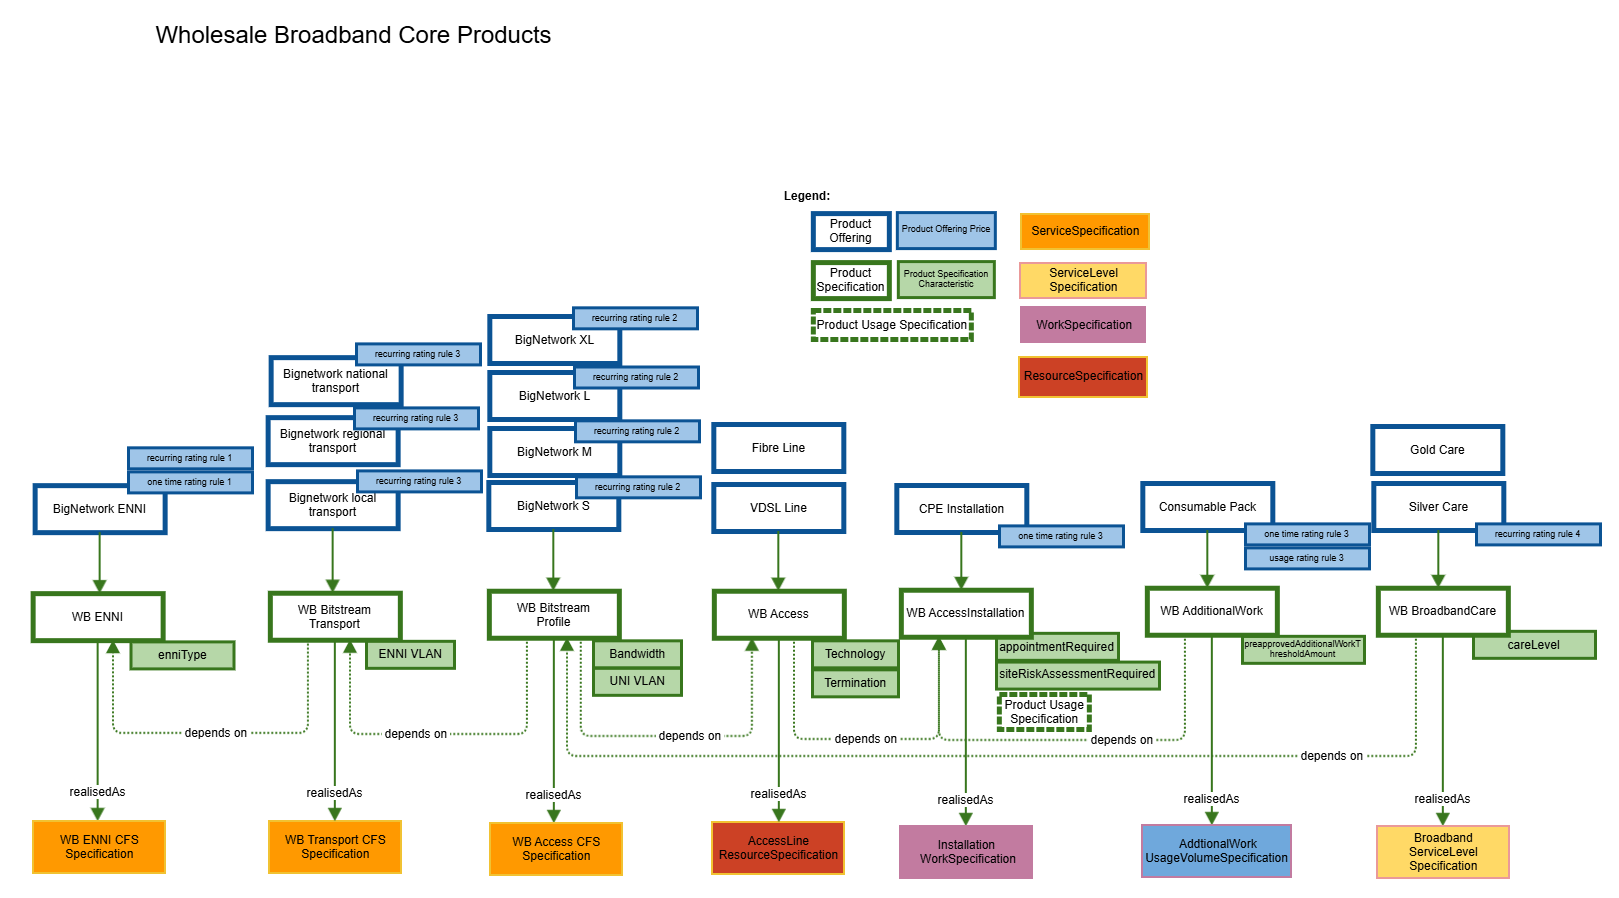 Wholesale Broadband Core Products
Legend:
Product
Offering
Product Offering Price
ServiceSpecification
Product
Specification
Product Specification
Characteristic
ServiceLevel
Specification
Product Usage Specification
WorkSpecification
ResourceSpecification
recurring rating rule 2
BigNetwork XL
recurring rating rule 3
Bignetwork national
transport
recurring rating rule 2
BigNetwork L
recurring rating rule 3
Bignetwork regional
transport
recurring rating rule 2
BigNetwork M
Fibre Line
Gold Care
recurring rating rule 1
one time rating rule 1
BigNetwork ENNI
recurring rating rule 3
Bignetwork local
transport
recurring rating rule 2
BigNetwork S
VDSL Line
CPE Installation
one time rating rule 3
Consumable Pack
one time rating rule 3
usage rating rule 3
Silver Care
recurring rating rule 4
WB ENNI
WB Bitstream
Transport
WB Bitstream
Profile
WB Access
WB AccessInstallation
WB AdditionalWork
WB BroadbandCare
enniType
ENNI VLAN
Bandwidth
UNI VLAN
Technology
Termination
appointmentRequired
siteRiskAssessmentRequired
Product Usage
Specification
preapprovedAdditionalWorkT
hresholdAmount
careLevel
depends on
depends on
depends on
depends on
depends on
depends on
realisedAs
realisedAs
realisedAs
realisedAs
realisedAs
realisedAs
realisedAs
WB ENNI CFS
Specification
WB Transport CFS
Specification
WB Access CFS
Specification
AccessLine
ResourceSpecification
Installation
WorkSpecification
AddtionalWork
UsageVolumeSpecification
Broadband
ServiceLevel
Specification